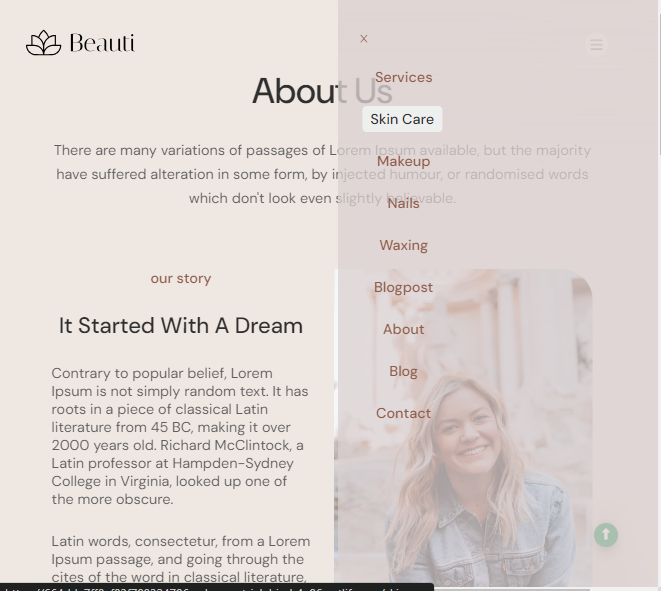 Beauti
x
Services
About Us
Skin Care
There are many variations of passages of Lorem Ipsum available, but the majority
Makeup
have suffered alteration in some form, by injected humour, or randomised words
which don't look even slightly believable.
Nails
Waxing
our story
Blogpost
It Started With A Dream
About
Blog
Contact
Contrary to popular belief, Lorem
Ipsum is not simply random text. It has
roots in a piece of classical Latin
literature from 45 BC, making it over
2000 years old. Richard McClintock, a
Latin professor at Hampden-Sydney
College in Virginia, looked up one of
the more obscure.
Latin words, consectetur, from a Lorem
Ipsum passage, and going through the
cites of the word in classical literature,